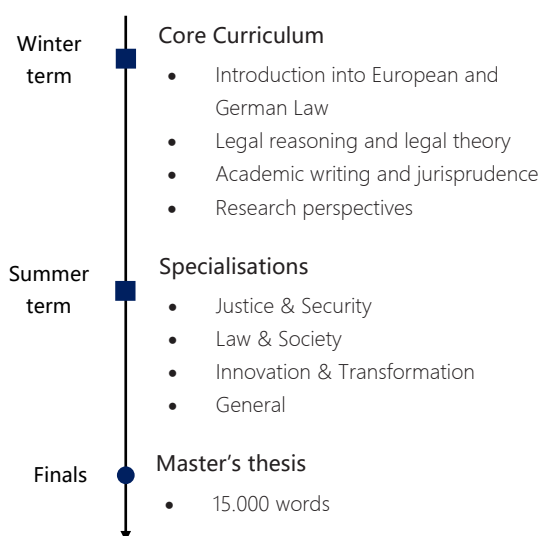 Winter
term
Core Curriculum
• Introduction into European and
German Law
• Legal reasoning and legal theory
• Academic writing and jurisprudence
• Research perspectives
Summer
term
Specialisations
• Justice & Security
• Law & Society
• Innovation & Transformation
• General
Finals
Master’s thesis
• 15.000 words